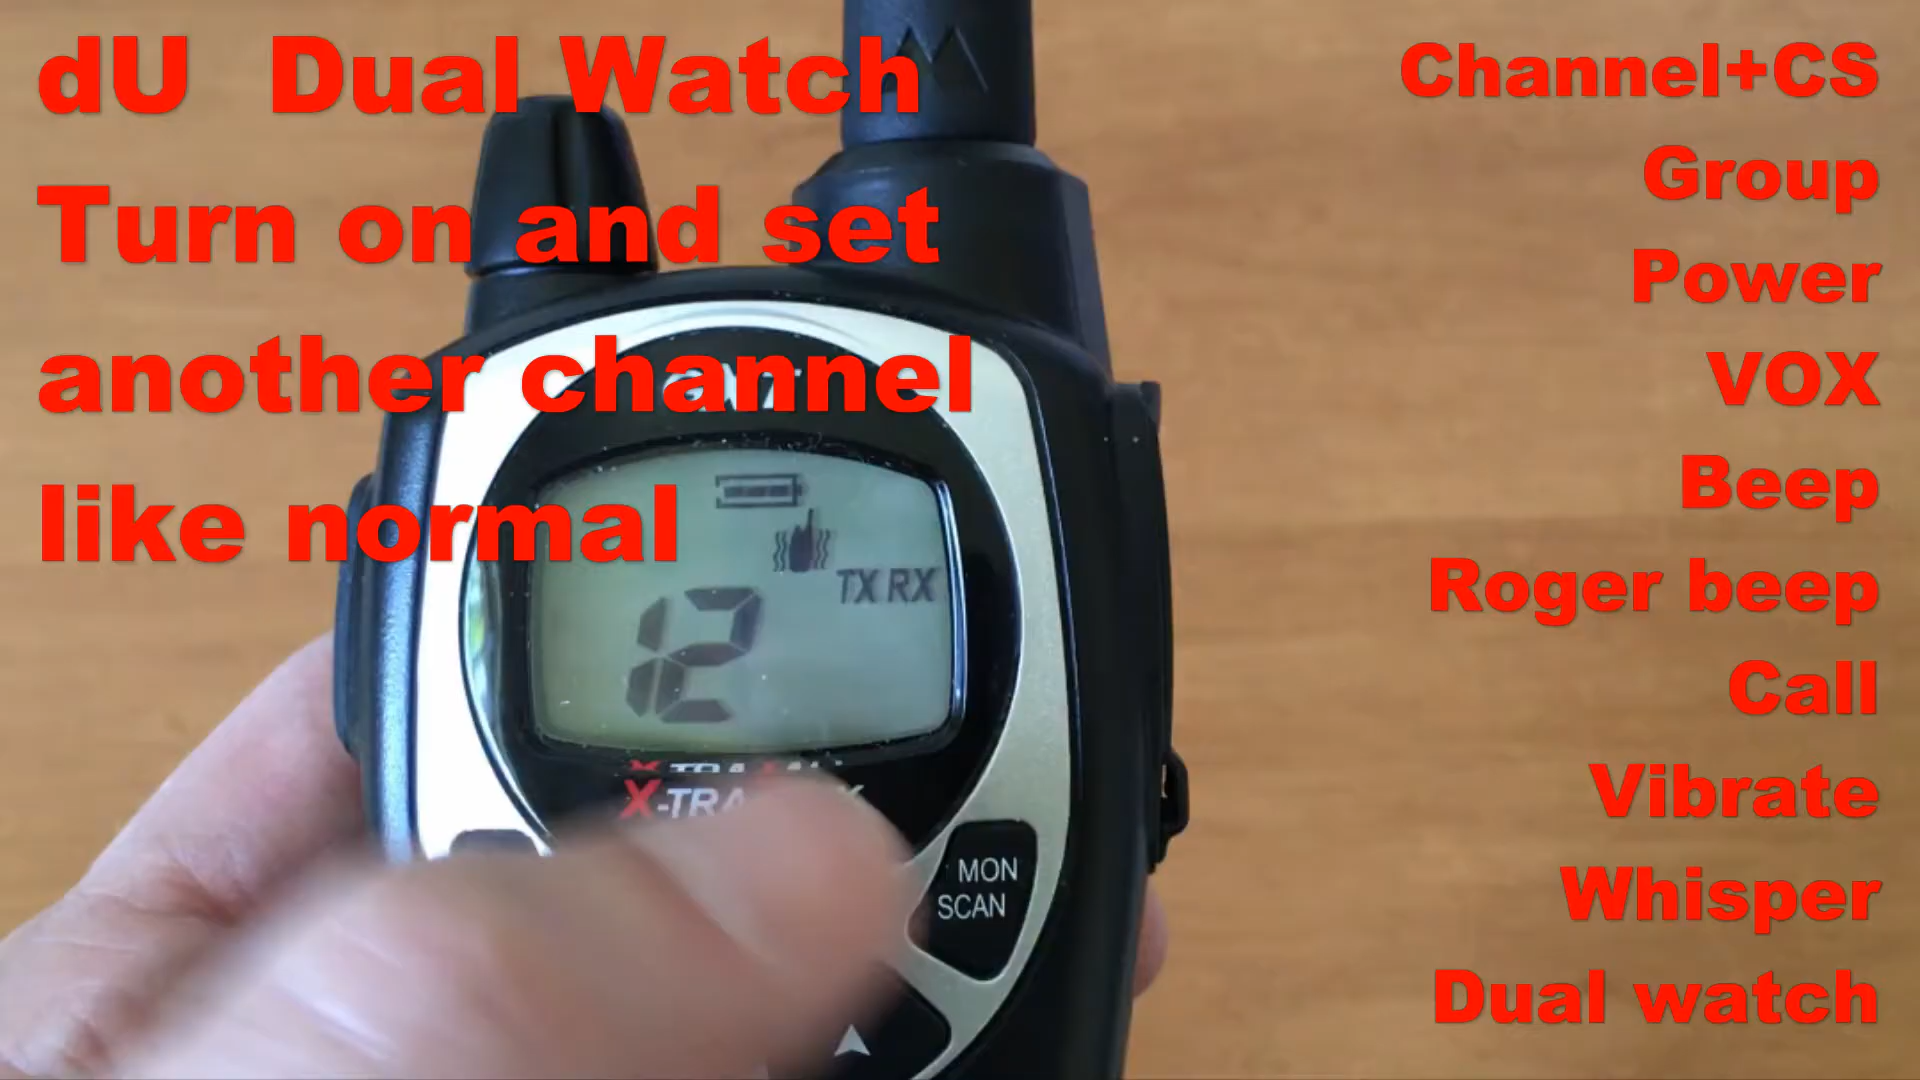 dU Dual Watch
Turn on and set
another channel
like normal
Channel+CS
Group
Power
VOX
Beep
Roger beep
Call
Vibrate
Whisper
Dual watch
TX RX
12
MON
SCAN